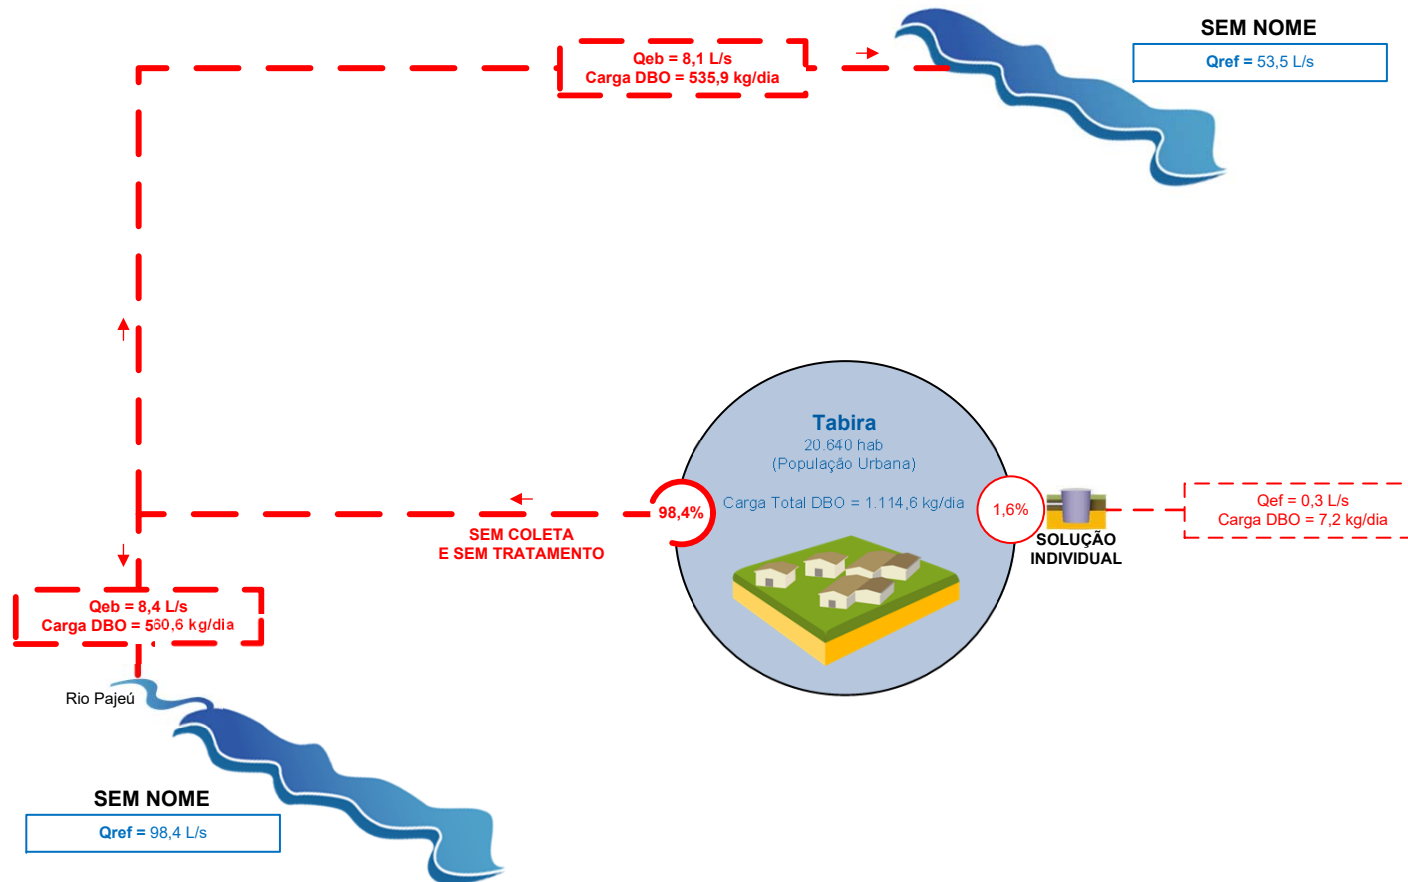 SEM NOME
Qref = 53,5 L/s
Qeb = 8,1 L/s
Carga DBO = 535,9 kg/dia
Tabira
20.640 hab
(População Urbana)
Carga Total DBO = 1.114,6 kg/dia
98,4%
SEM COLETA
E SEM TRATAMENTO
1,6%
SOLUÇÃO
INDIVIDUAL
Qef = 0,3 L/s
Carga DBO = 7,2 kg/dia
Qeb = 8,4 L/s
Carga DBO = 560,6 kg/dia
Rio Pajeú
SEM NOME
Qref = 98,4 L/s